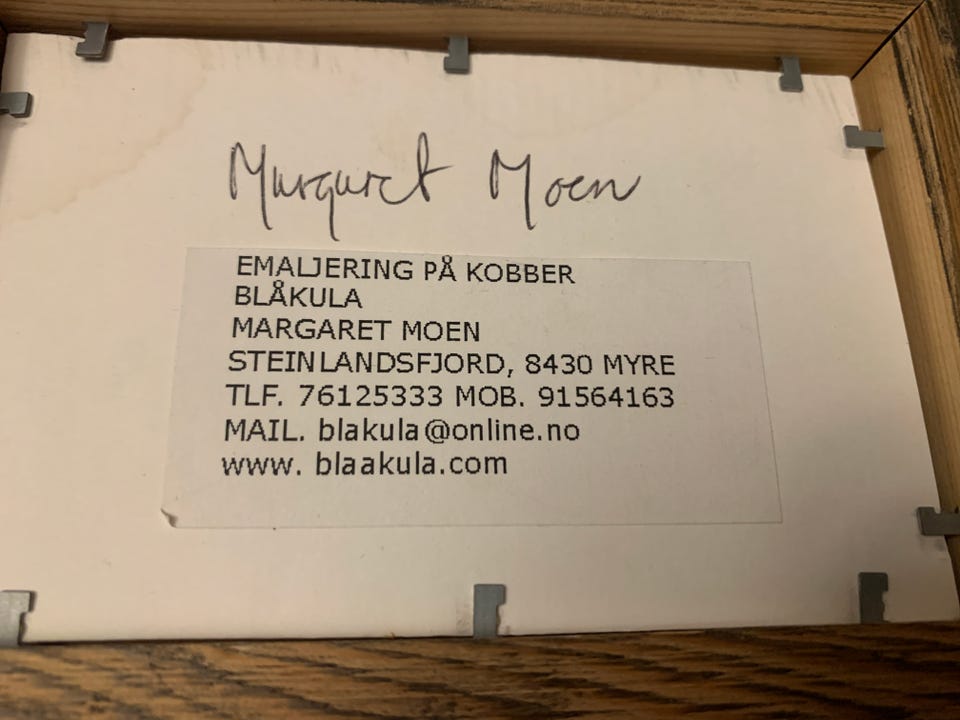 Margaret Moen
EMALJERING PÅ KOBBER
BLÅKULA
MARGARET MOEN
STEINLANDSFJORD, 8430 MYRE
TLF. 76125333 MOB. 91564163
MAIL. blakula@online.no
www. blaakula.com